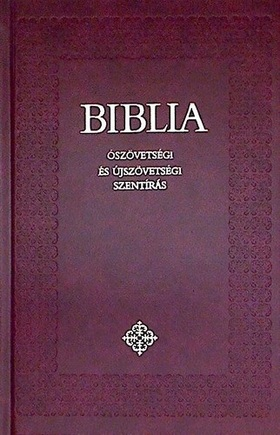 BIBLIA
ÓSZÖVETSÉGI
ÉS ÚJSZÖVETSÉGI
SZENTÍRÁS